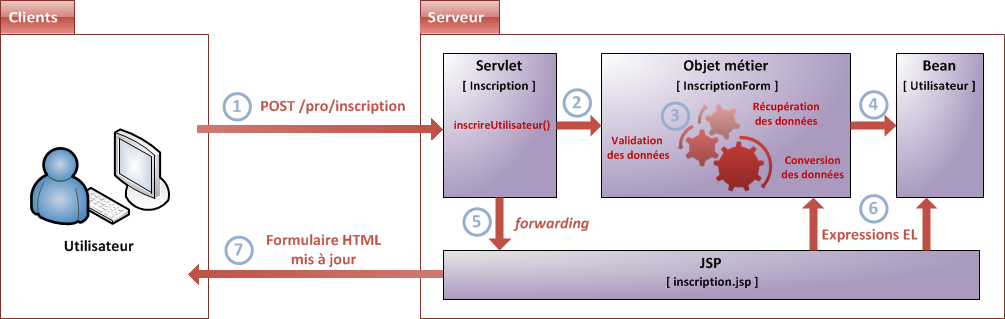 Clients
Serveur
Servlet
[ Inscription ]
inscrireUtilisateur()
Objet métier
[ InscriptionForm ]
Récupération
des données
Validation
des données
Conversion
des données
Bean
[ Utilisateur ]
1
POST /pro/inscription
2
3
4
5
forwarding
6
Expressions EL
7
Formulaire HTML
mis à jour
Utilisateur
JSP
[ inscription.jsp ]